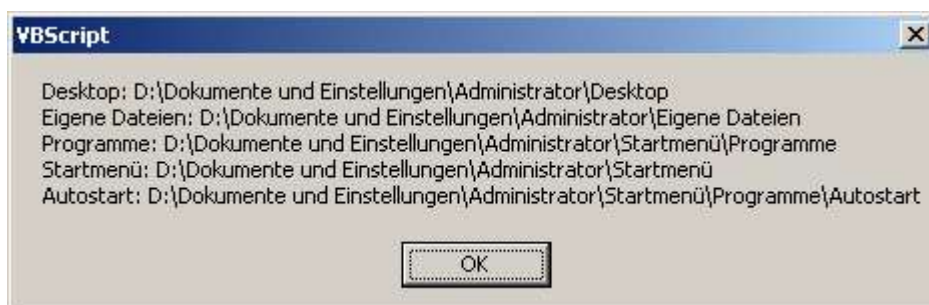 VBScript
Desktop: D:\Dokumente und Einstellungen\Administrator\Desktop
Eigene Dateien: D:\Dokumente und Einstellungen\Administrator\Eigene Dateien
Programme: D:\Dokumente und Einstellungen\Administrator\Startmenü\Programme
Startmenü: D:\Dokumente und Einstellungen\Administrator\Startmenü
Autostart: D:\Dokumente und Einstellungen\Administrator\Startmenü\Programme\Autostart
OK